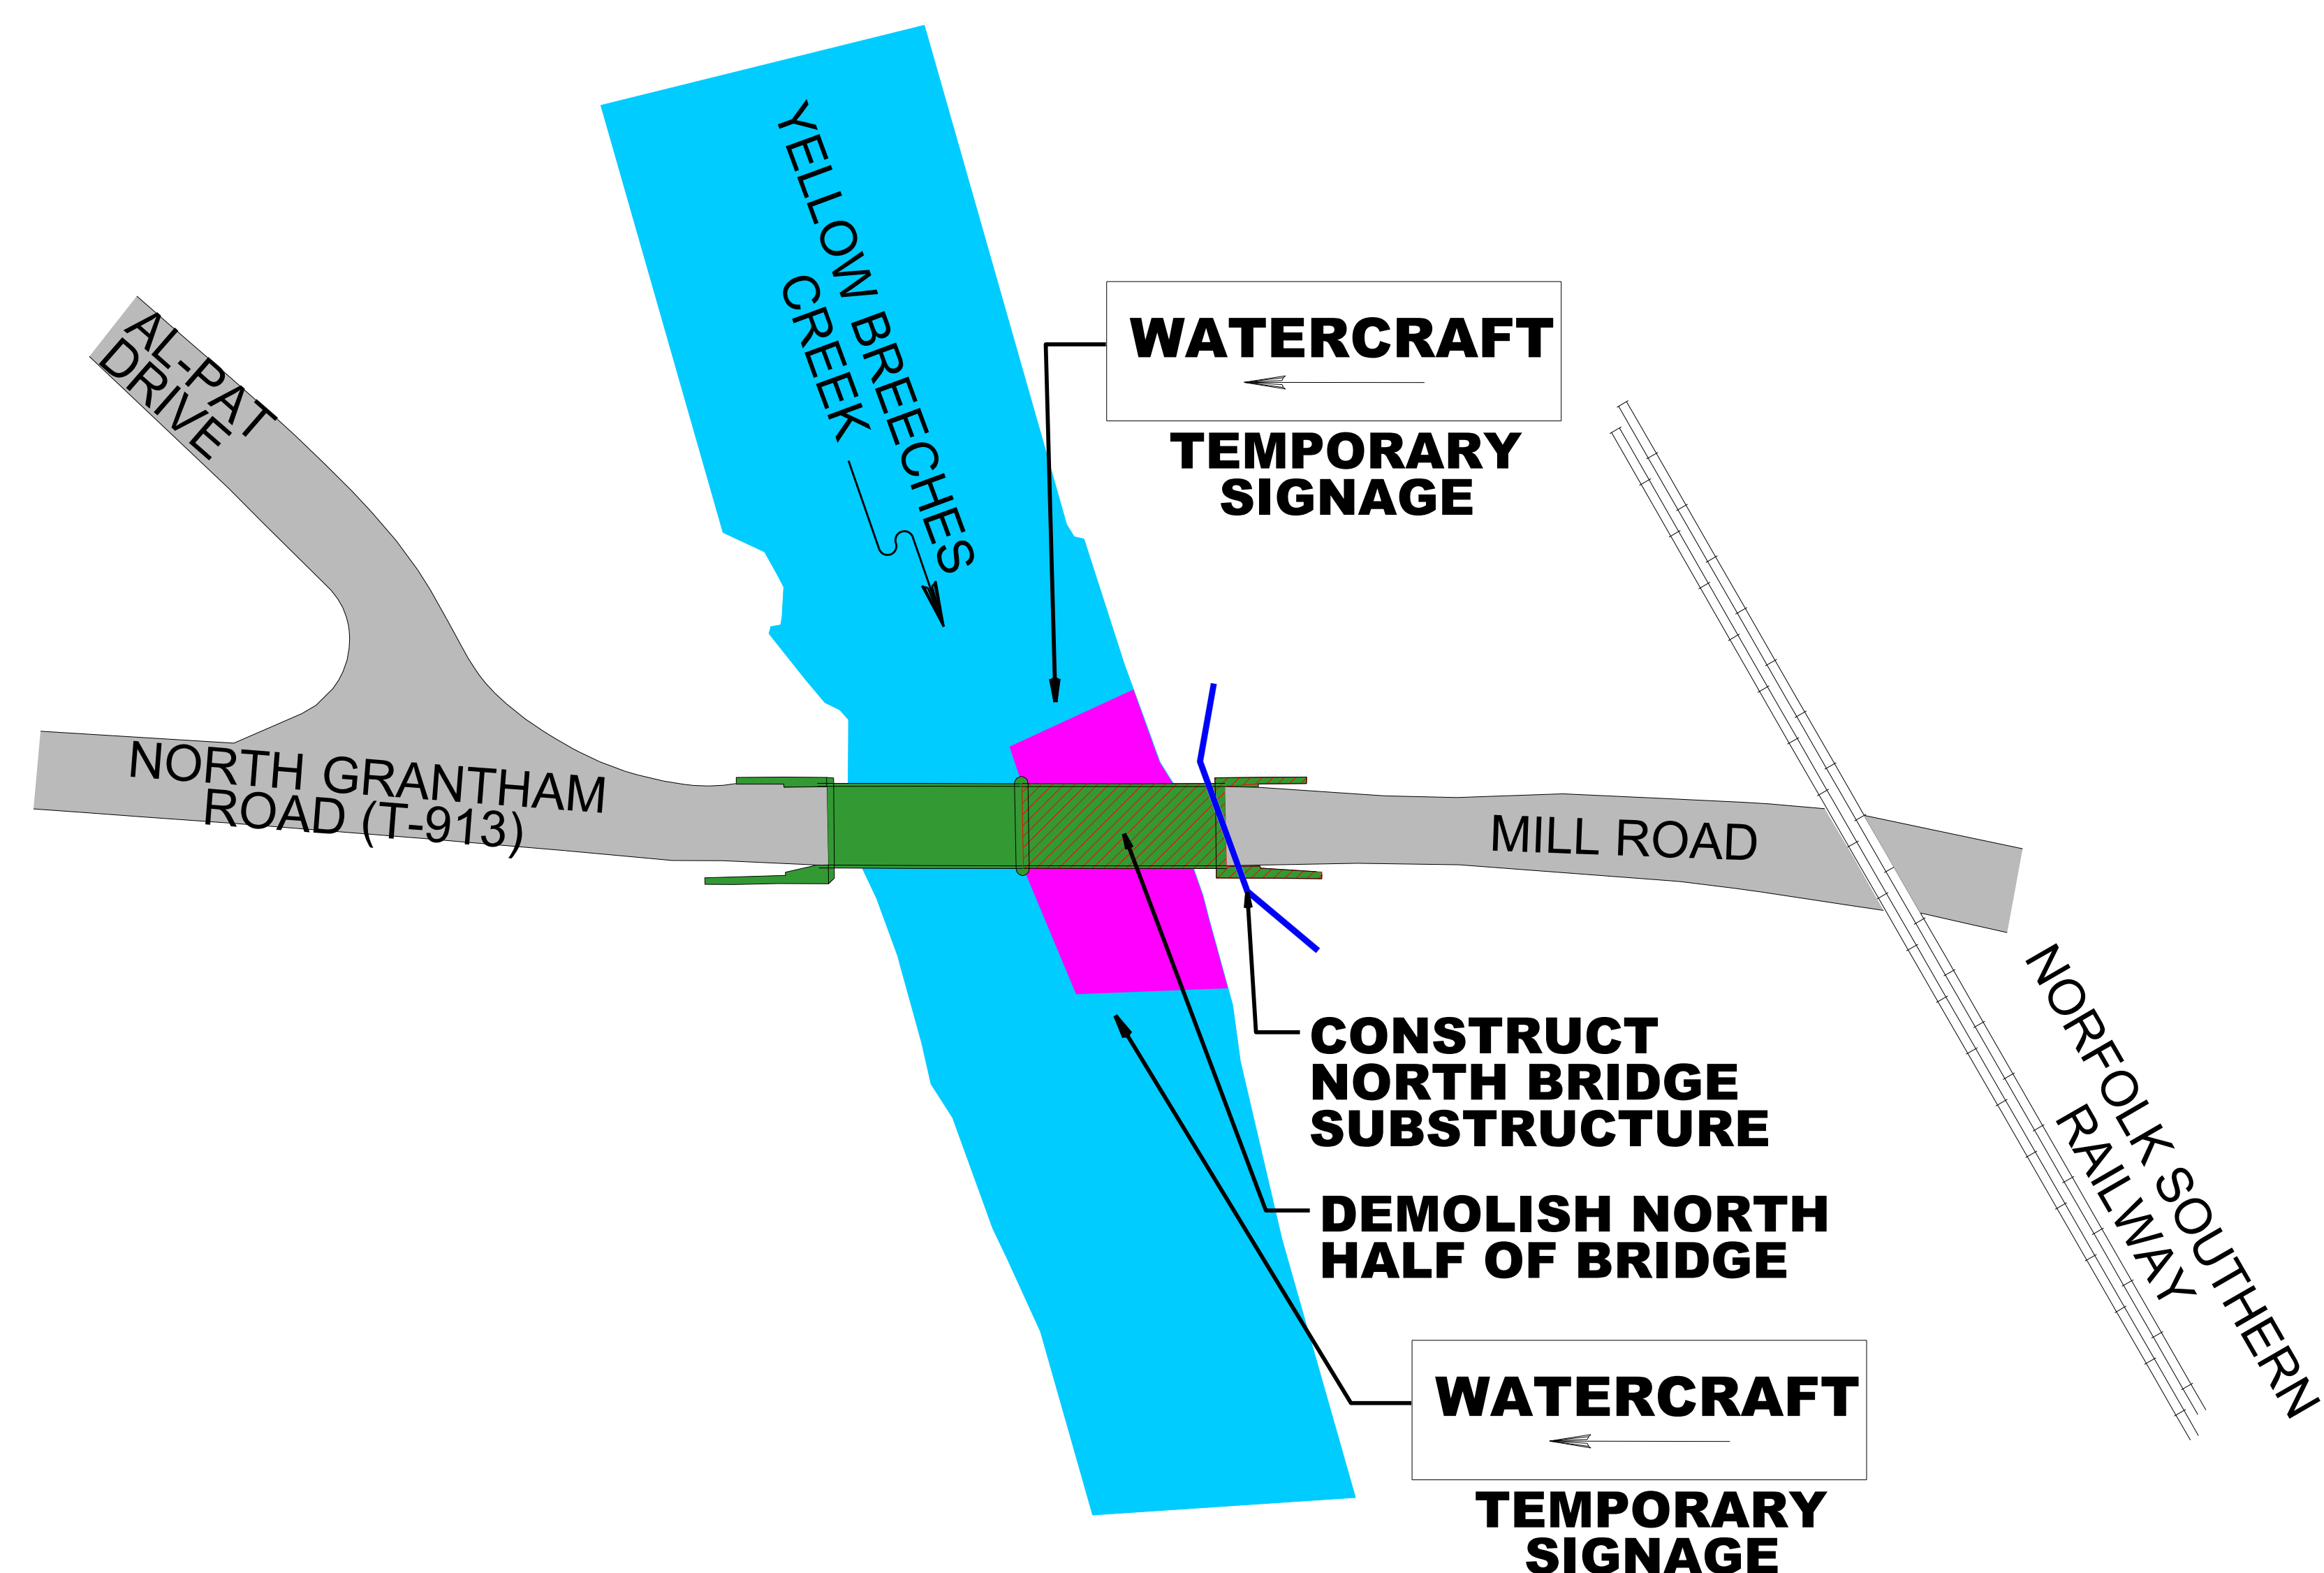 YELLOW BREECHES
CREEK
WATERCRAFT
TEMPORARY
SIGNAGE
AL-PAT
DRIVE
NORTH GRANTHAM
ROAD (T-913)
MILL ROAD
CONSTRUCT
NORTH BRIDGE
SUBSTRUCTURE
DEMOLISH NORTH
HALF OF BRIDGE
NORFOLK SOUTHERN
RAILWAY
WATERCRAFT
TEMPORARY
SIGNAGE